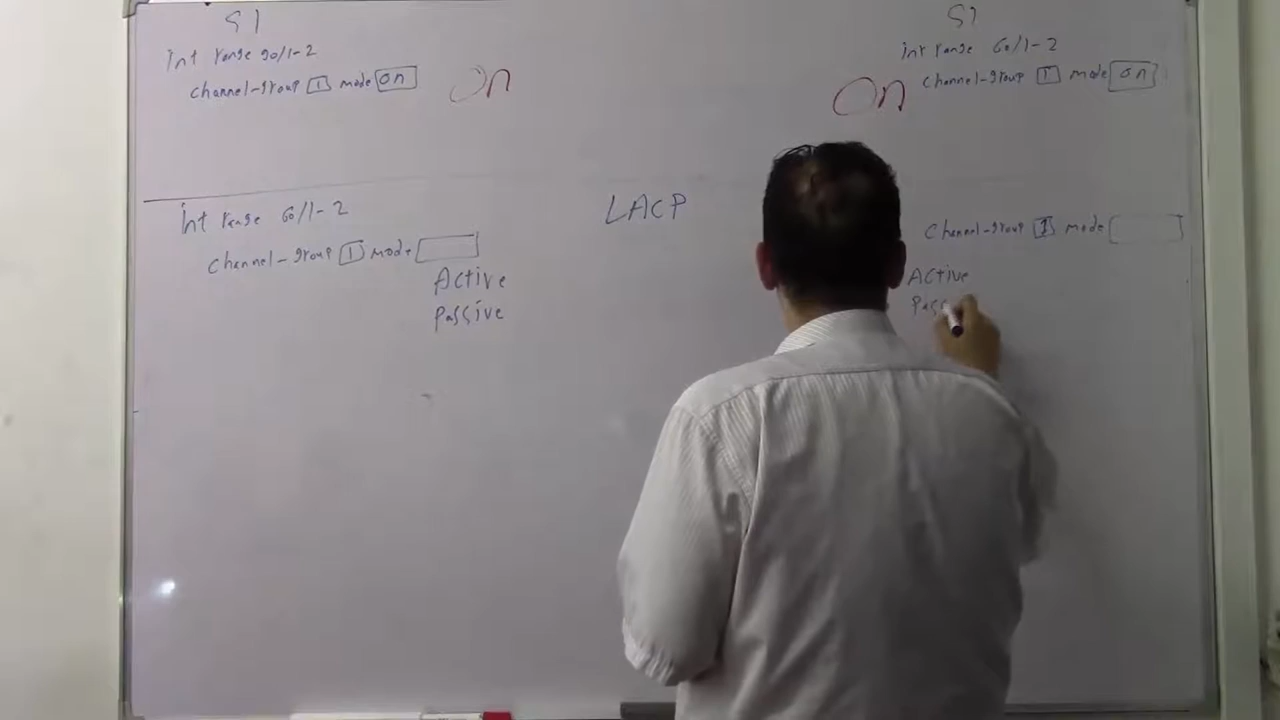 S1
int range g0/1-2
channel-group 1 mode on
On
S1
int range G0/1-2
channel-group 1 mode on
On
int range G0/1-2
channel-group 1 mode
Active
Passive
LACP
channel-group 1 mode
Active
Pass